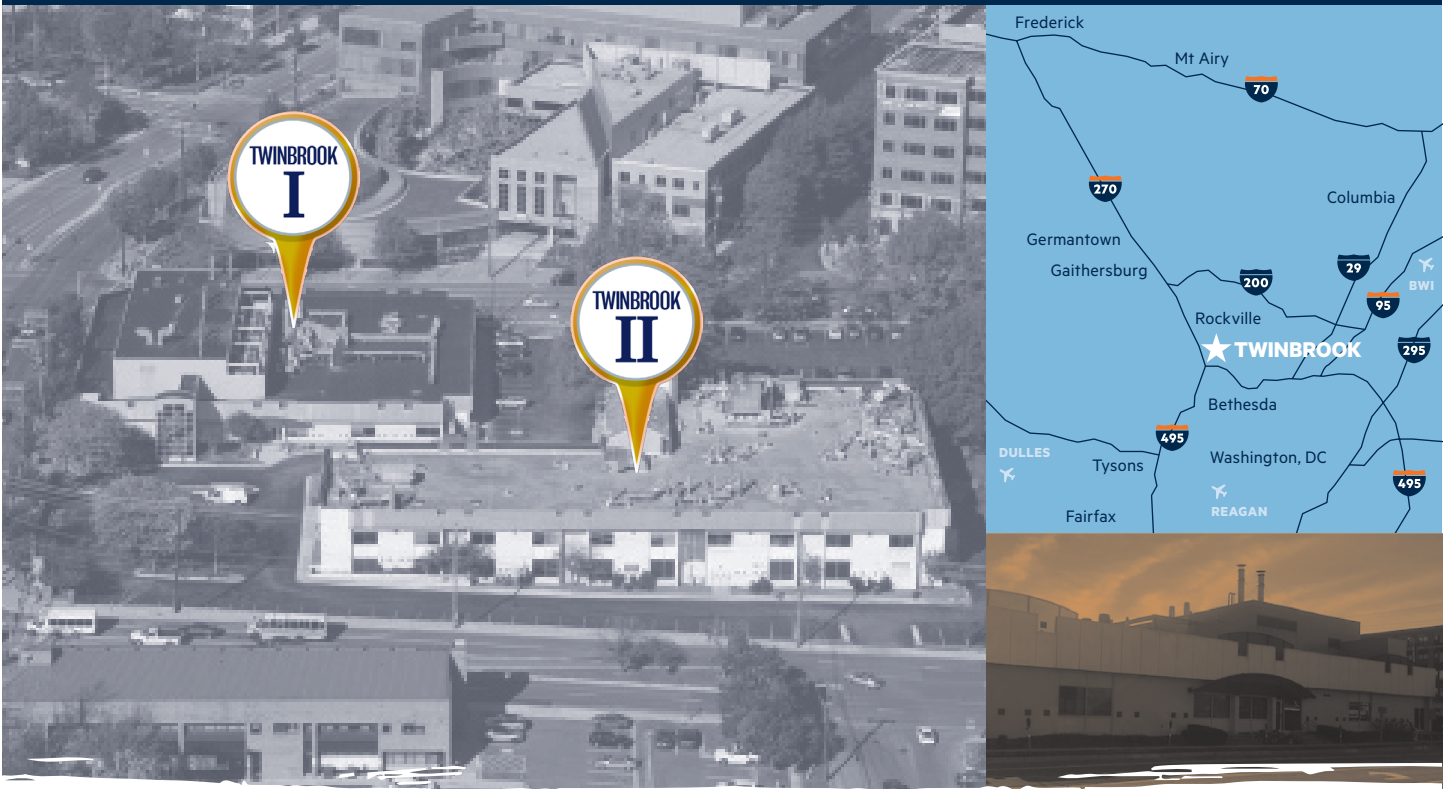 TWINBROOK
I
TWINBROOK
II
Frederick
Mt Airy
70
270
Columbia
Germantown
Gaithersburg
29
BWI
200
95
Rockville
TWINBROOK
295
Bethesda
495
DULLES
Tysons
Washington, DC
495
REAGAN
Fairfax